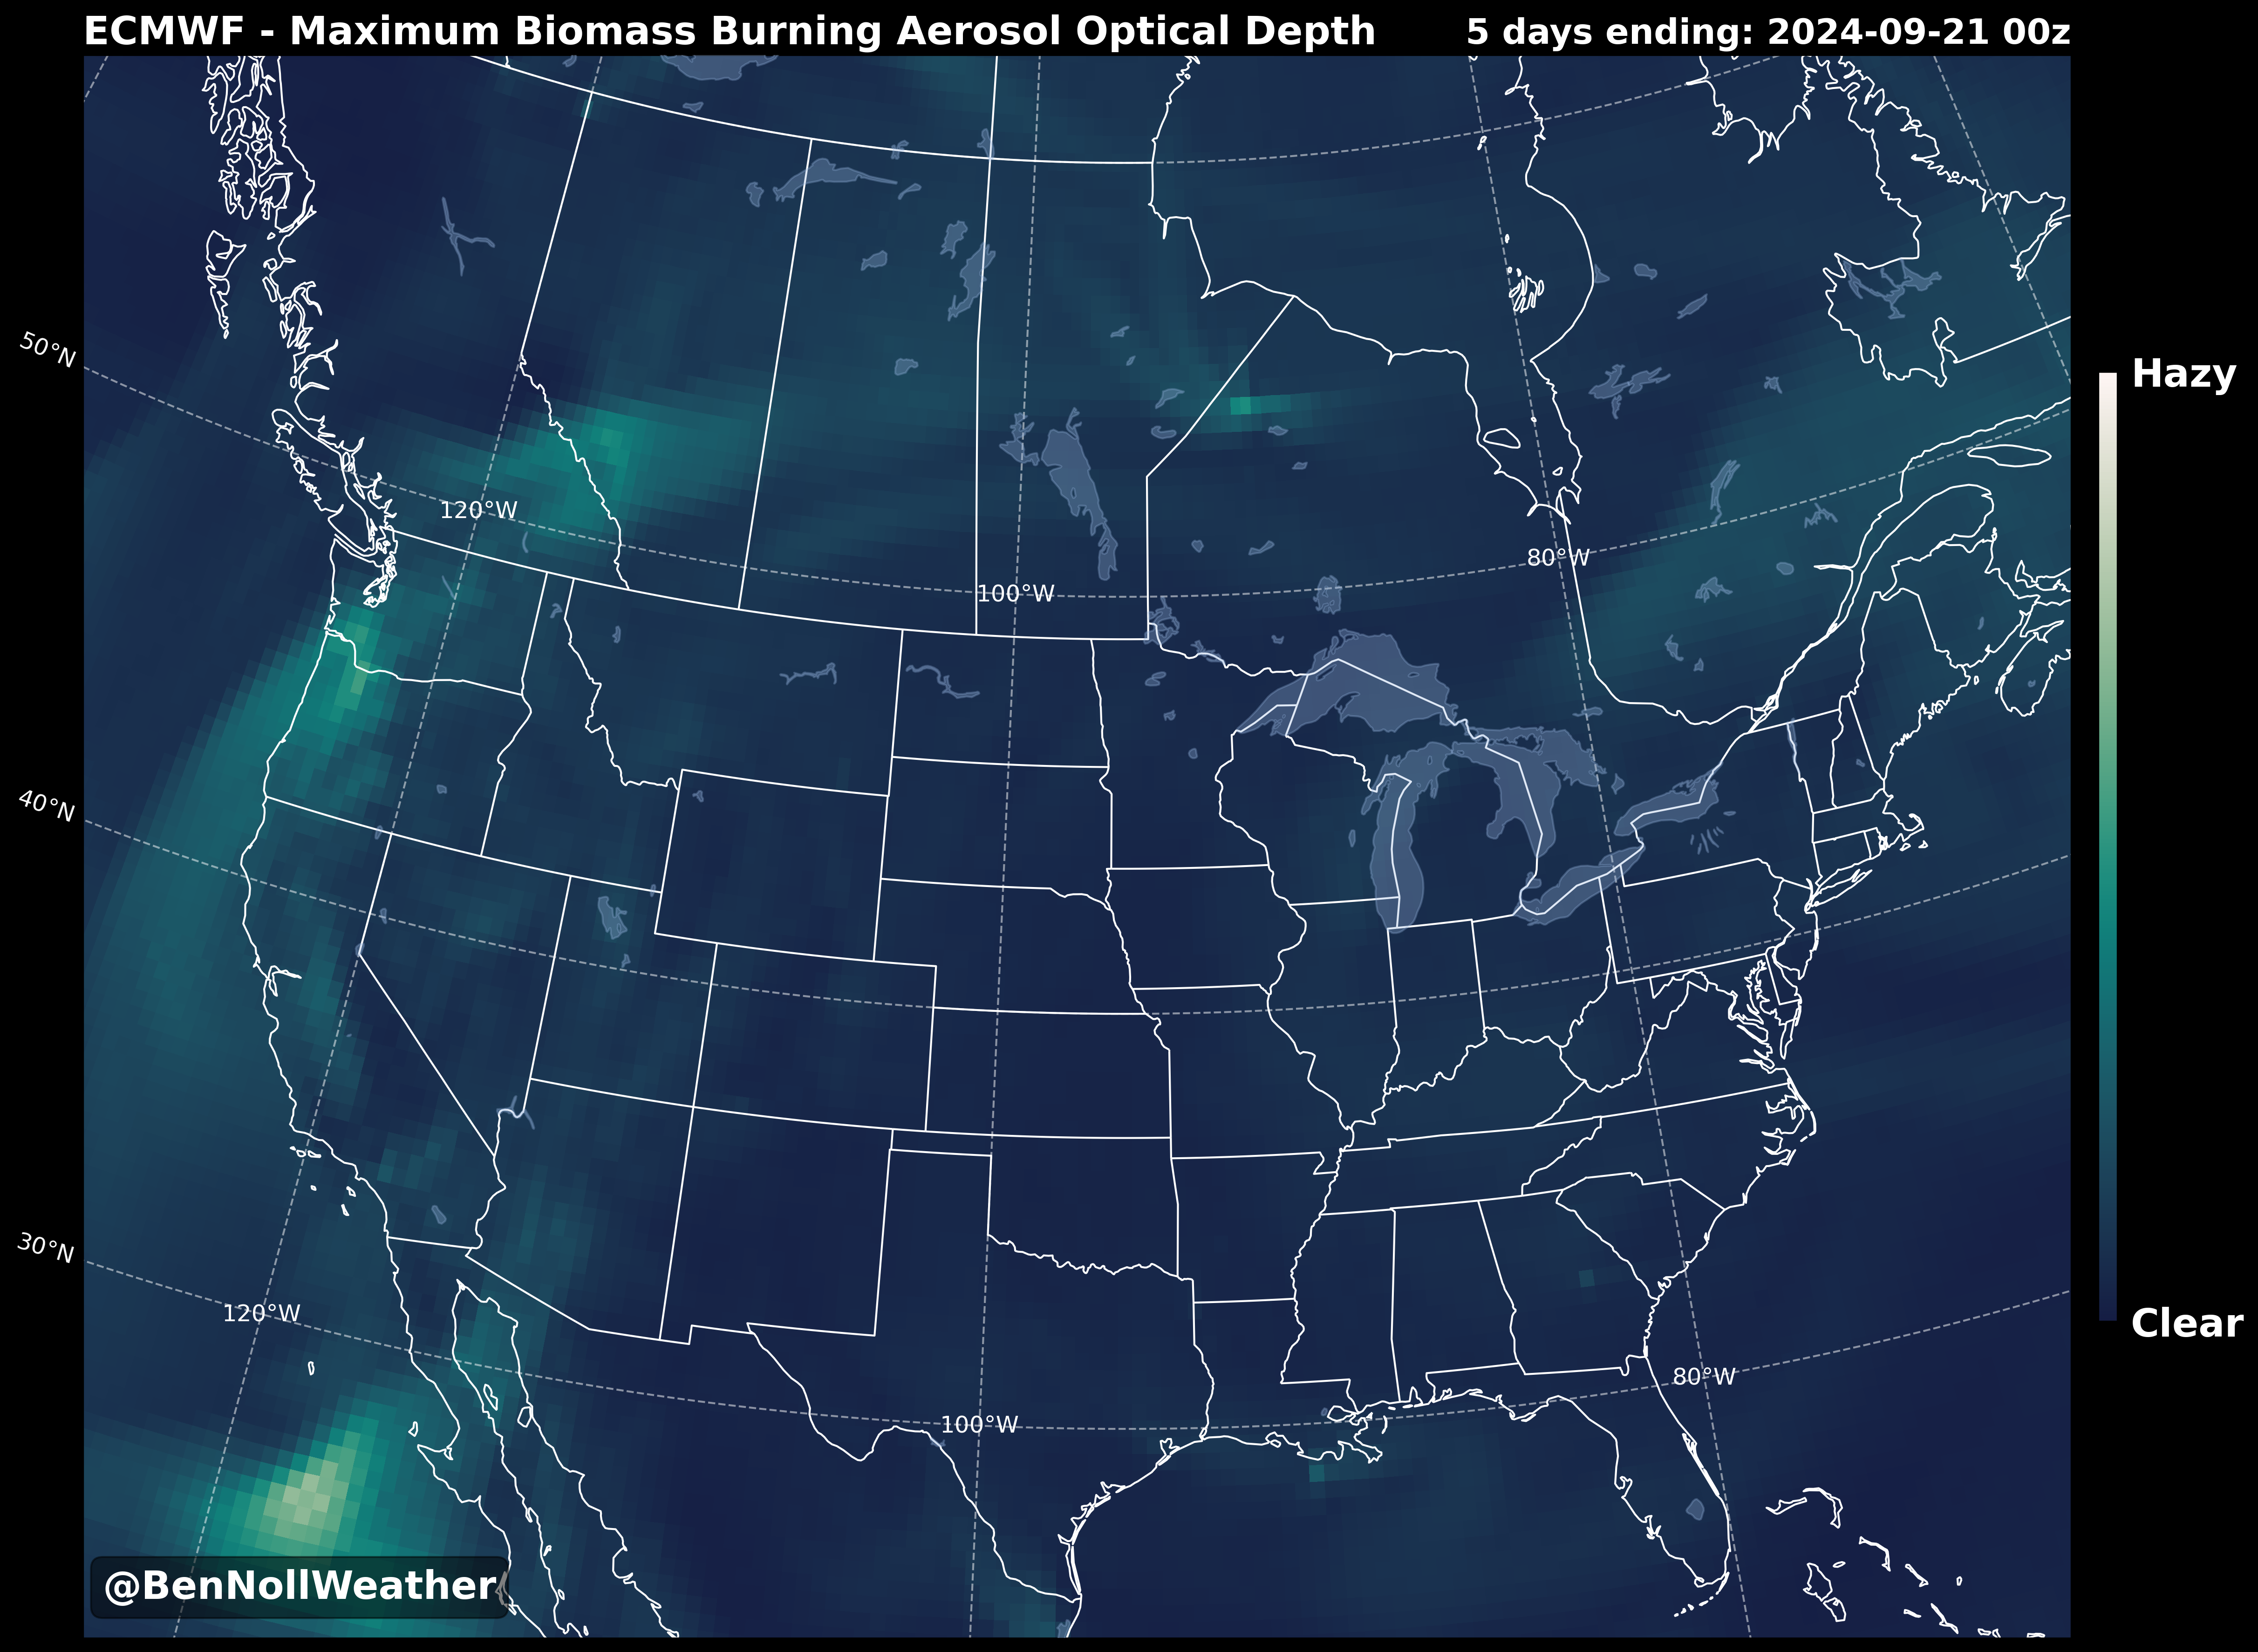 ECMWF - Maximum Biomass Burning Aerosol Optical Depth
5 days ending: 2024-09-21 00z
50°N
Hazy
120°W
80°W
100°W
40°N
30°N
120°W
Clear
80°W
100°W
@BenNollWeather